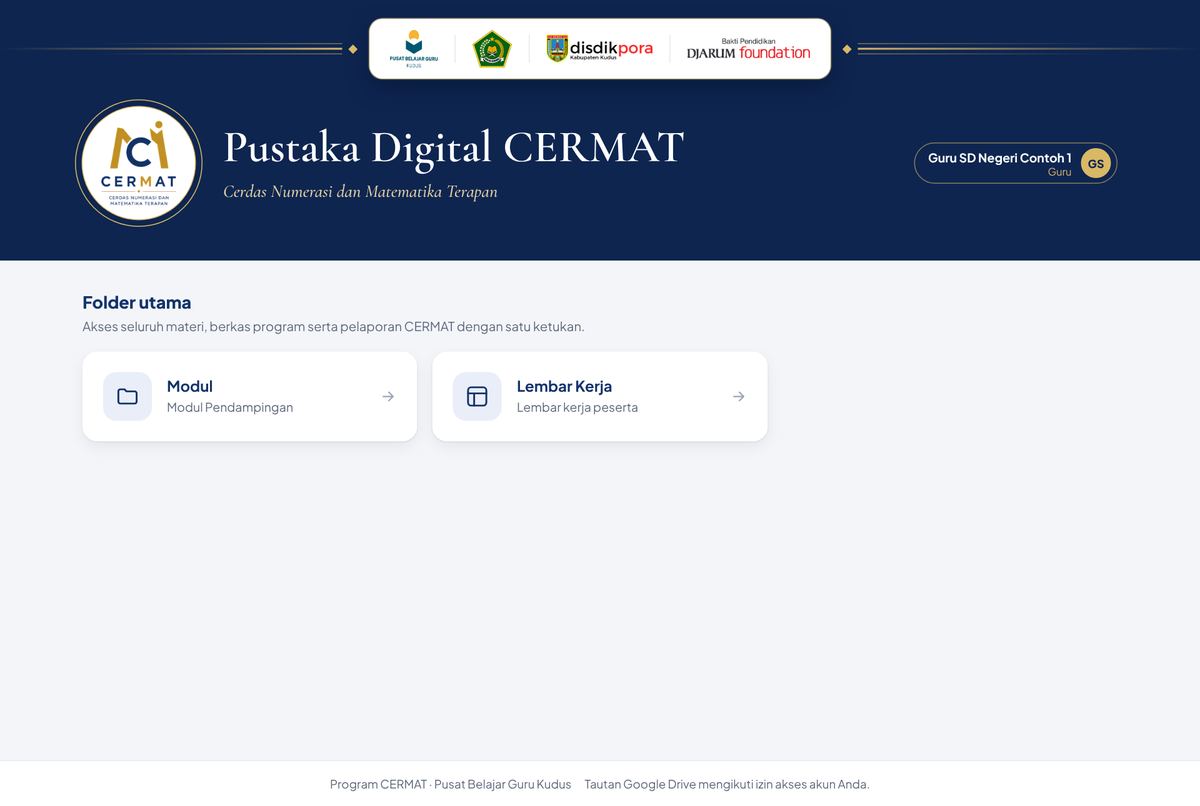 PUSAT BELAJAR GURU
KUDUS
disdikpora
Kabupaten Kudus
Bakti Pendidikan
DJARUM foundation
CERMAT
CERDAS NUMERASI DAN
MATEMATIKA TERAPAN
Pustaka Digital CERMAT
Cerdas Numerasi dan Matematika Terapan
Guru SD Negeri Contoh 1
Guru
GS
Folder utama
Akses seluruh materi, berkas program serta pelaporan CERMAT dengan satu ketukan.
Modul
Modul Pendampingan
Lembar Kerja
Lembar kerja peserta
Program CERMAT · Pusat Belajar Guru Kudus Tautan Google Drive mengikuti izin akses akun Anda.